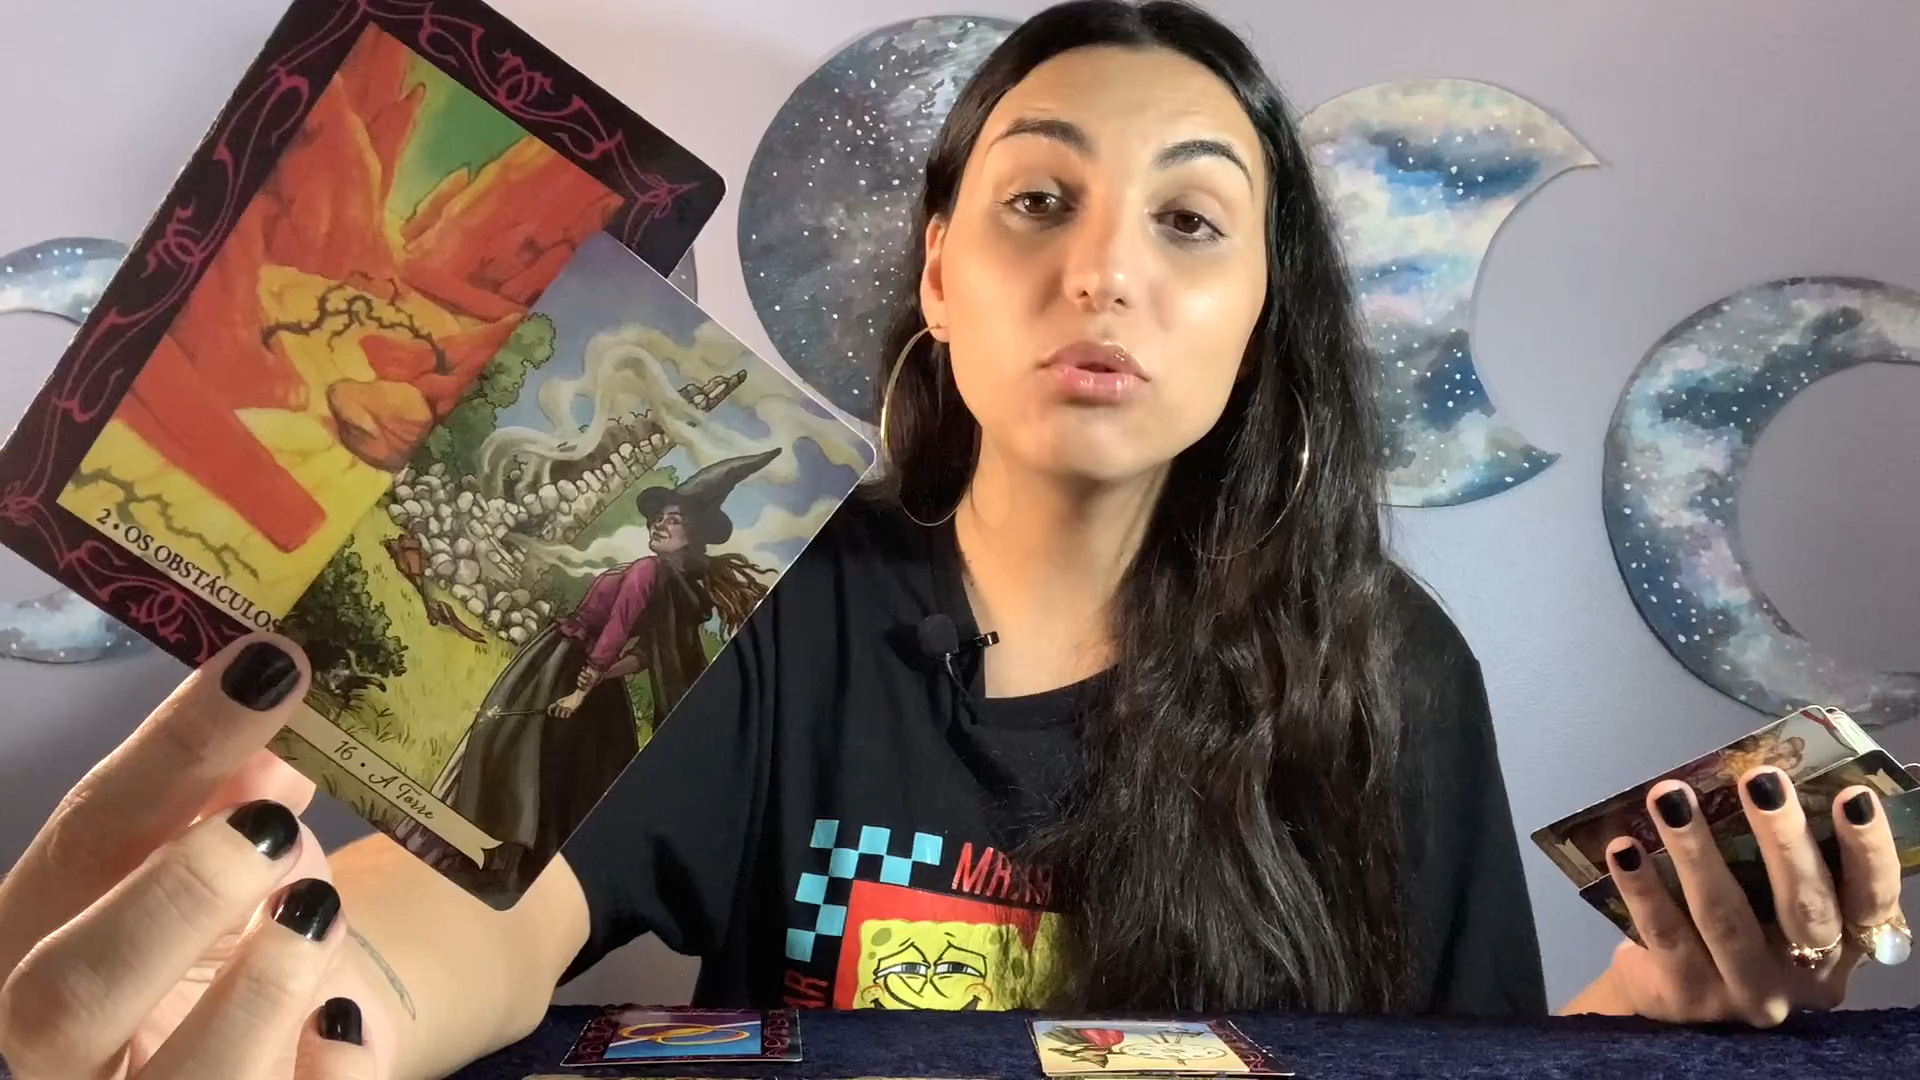 2 • OS OBSTÁCULOS
16 • A Torre